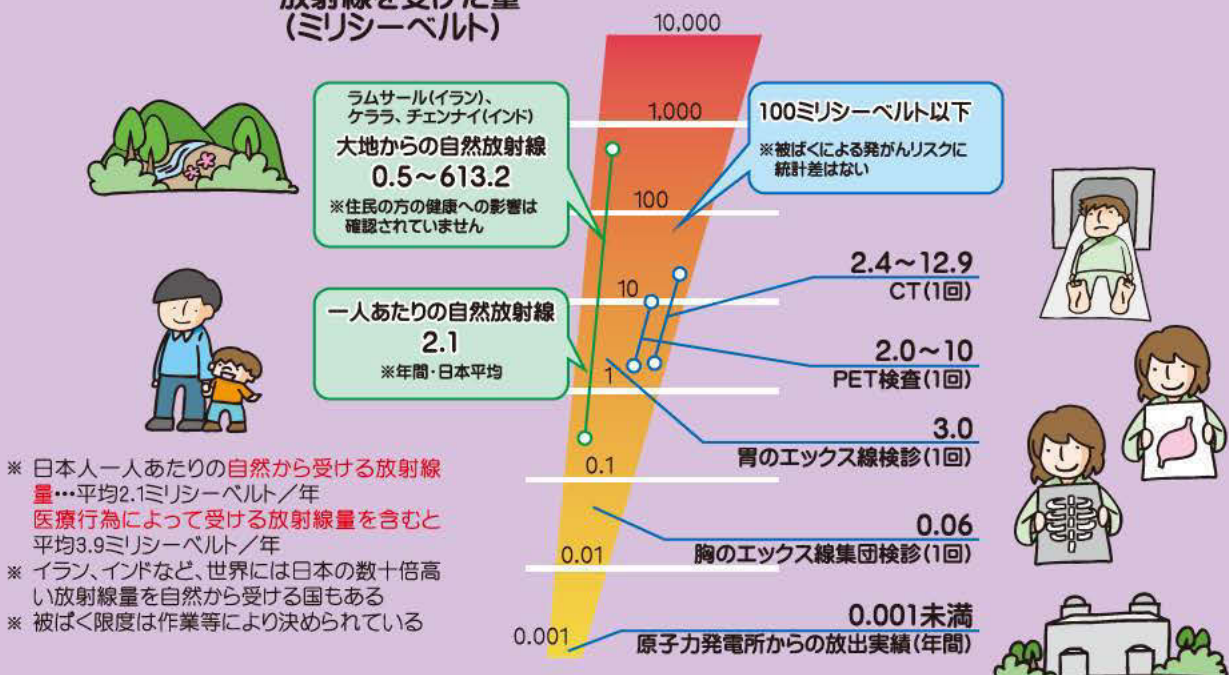 放射線を受けた量
(ミリシーベルト)
10,000
1,000
100
10
1
0.1
0.01
0.001
ラムサール(イラン)、
ケララ、チェンナイ(インド)
大地からの自然放射線
0.5～613.2
※住民の方の健康への影響は
確認されていません
一人あたりの自然放射線
2.1
※年間・日本平均
100ミリシーベルト以下
※被ばくによる発がんリスクに
統計差はない
2.4～12.9
CT(1回)
2.0～10
PET検査(1回)
3.0
胃のエックス線検診(1回)
0.06
胸のエックス線集団検診(1回)
0.001未満
原子力発電所からの放出実績(年間)
※ 日本人一人あたりの自然から受ける放射線
量…平均2.1ミリシーベルト／年
医療行為によって受ける放射線量を含むと
平均3.9ミリシーベルト／年
※ イラン、インドなど、世界には日本の数十倍高
い放射線量を自然から受ける国もある
※ 被ばく限度は作業等により決められている